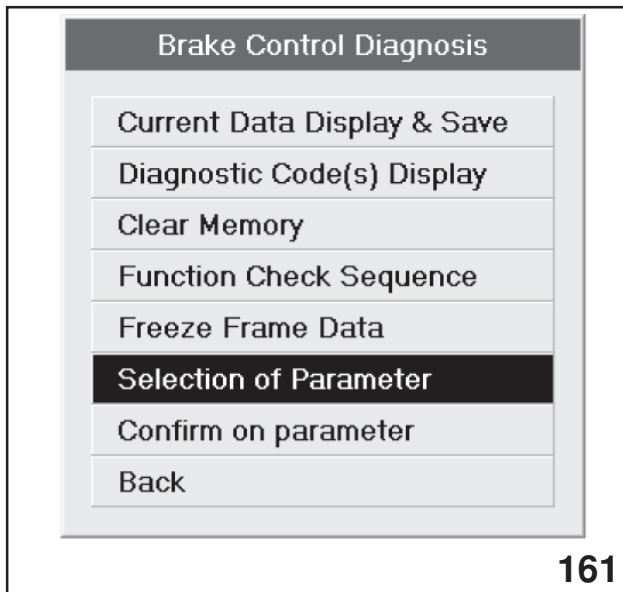 Brake Control Diagnosis
Current Data Display & Save
Diagnostic Code(s) Display
Clear Memory
Function Check Sequence
Freeze Frame Data
Selection of Parameter
Confirm on parameter
Back
161